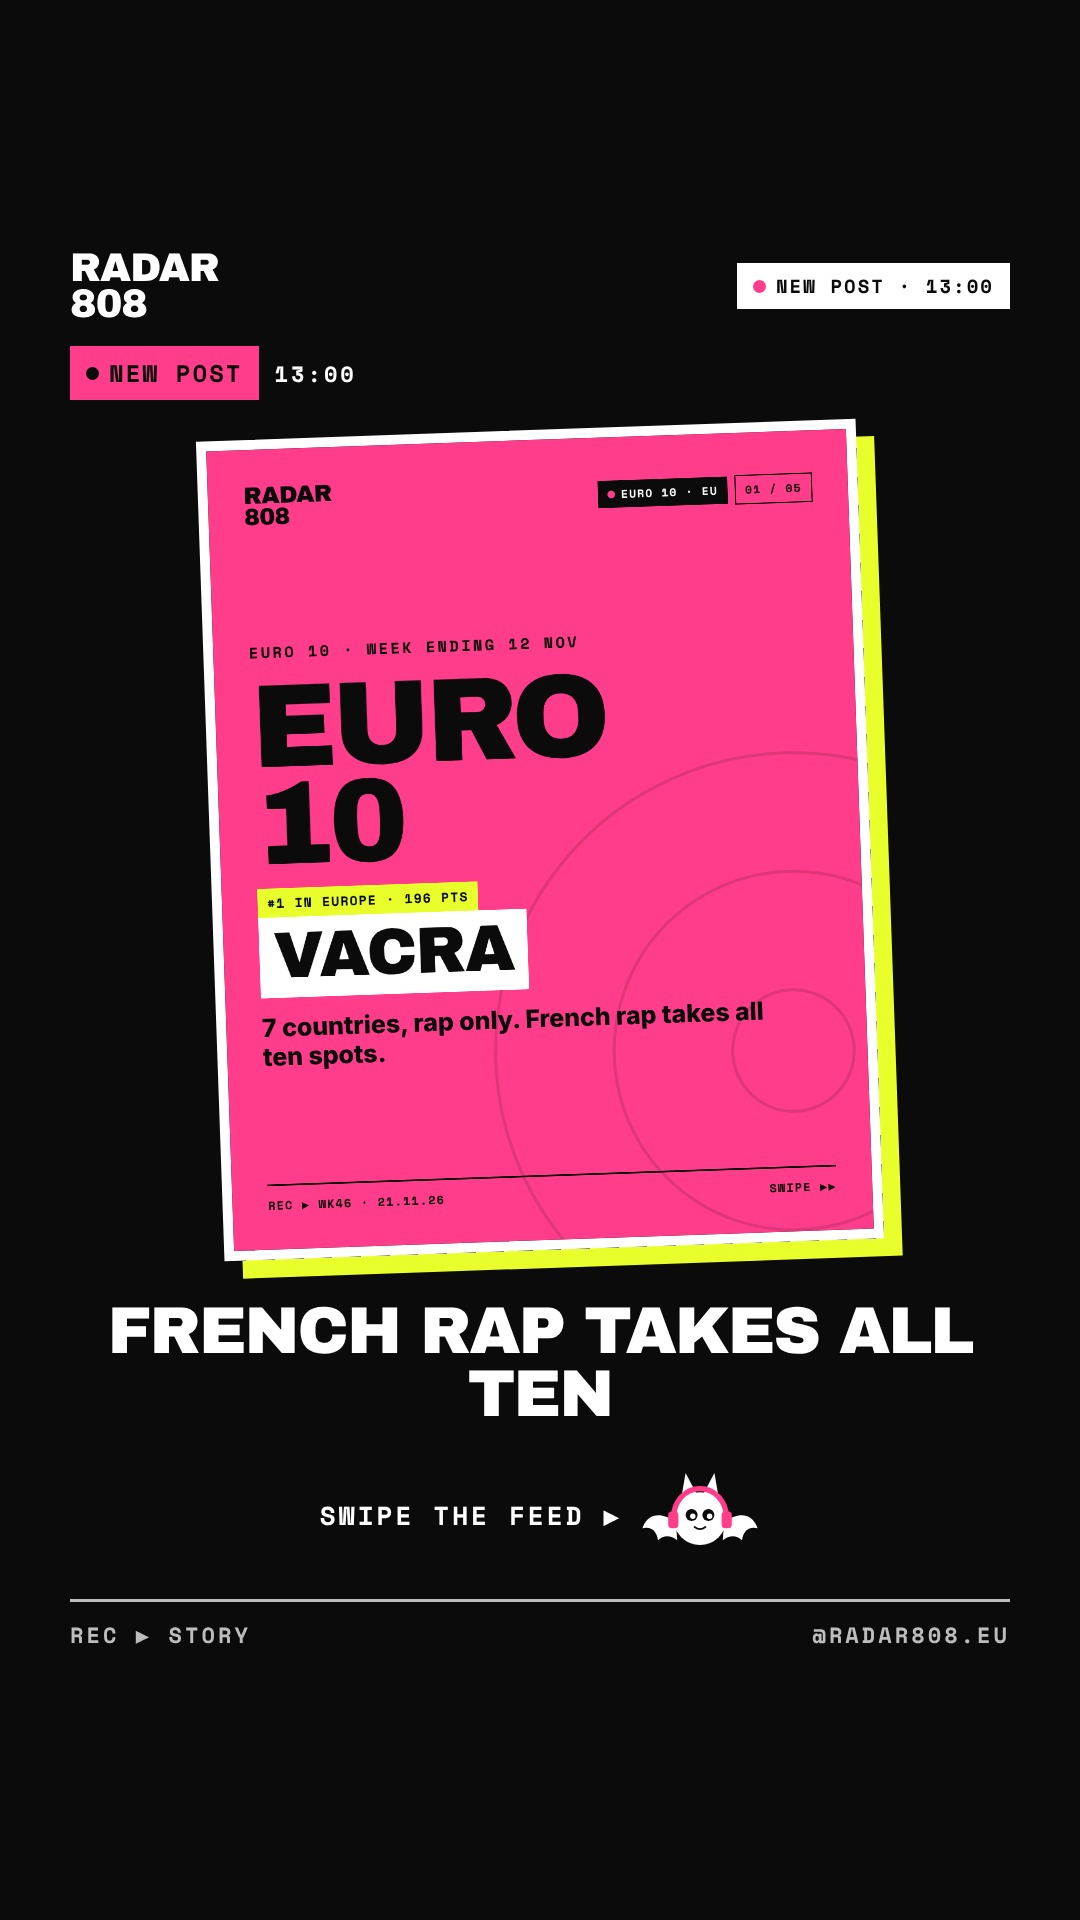 RADAR
808
NEW POST · 13:00
NEW POST 13:00
RADAR
808
EURO 10 · EU
01 / 05
EURO 10 · WEEK ENDING 12 NOV
EURO
10
#1 IN EUROPE · 196 PTS
VACRA
7 countries, rap only. French rap takes all
ten spots.
REC ▶ WK46 · 21.11.26
SWIPE ▶▶
FRENCH RAP TAKES ALL
TEN
SWIPE THE FEED ▶
REC ▶ STORY
@RADAR808.EU